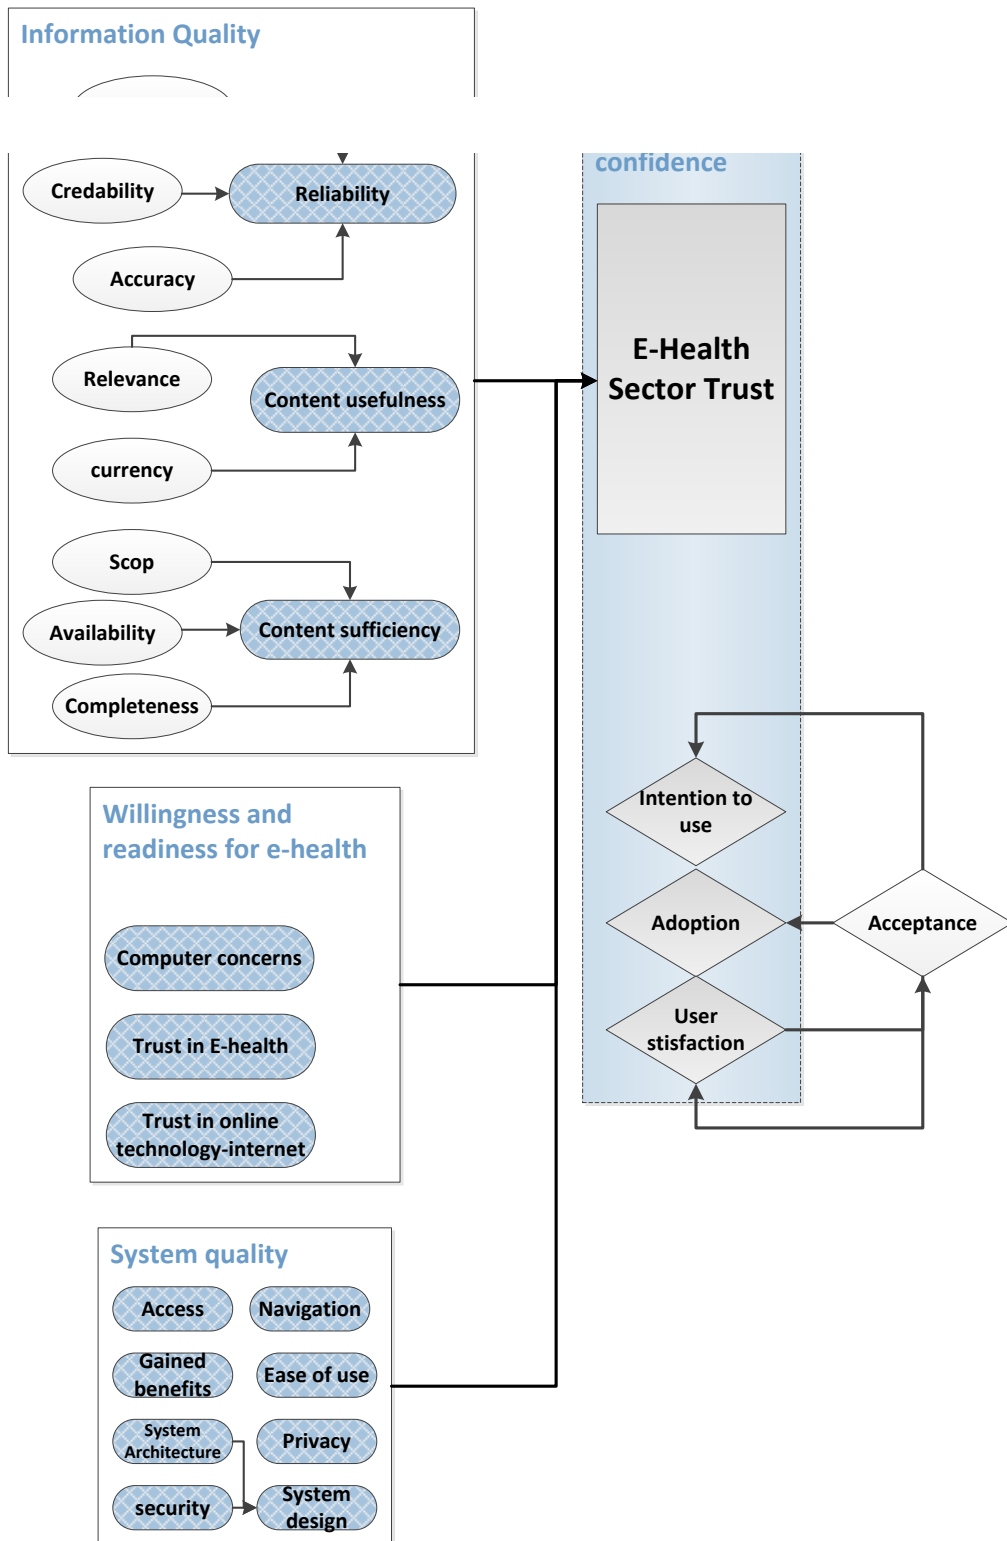 Information Quality
confidence
Credability
Reliability
Accuracy
Relevance
Content usefulness
currency
Scop
Availability
Content sufficiency
Completeness
E-Health
Sector Trust
Intention to
use
Adoption
Acceptance
User
stisfaction
Willingness and
readiness for e-health
Computer concerns
Trust in E-health
Trust in online
technology-internet
System quality
Access
Navigation
Gained
benefits
Ease of use
System
Architecture
Privacy
security
System
design